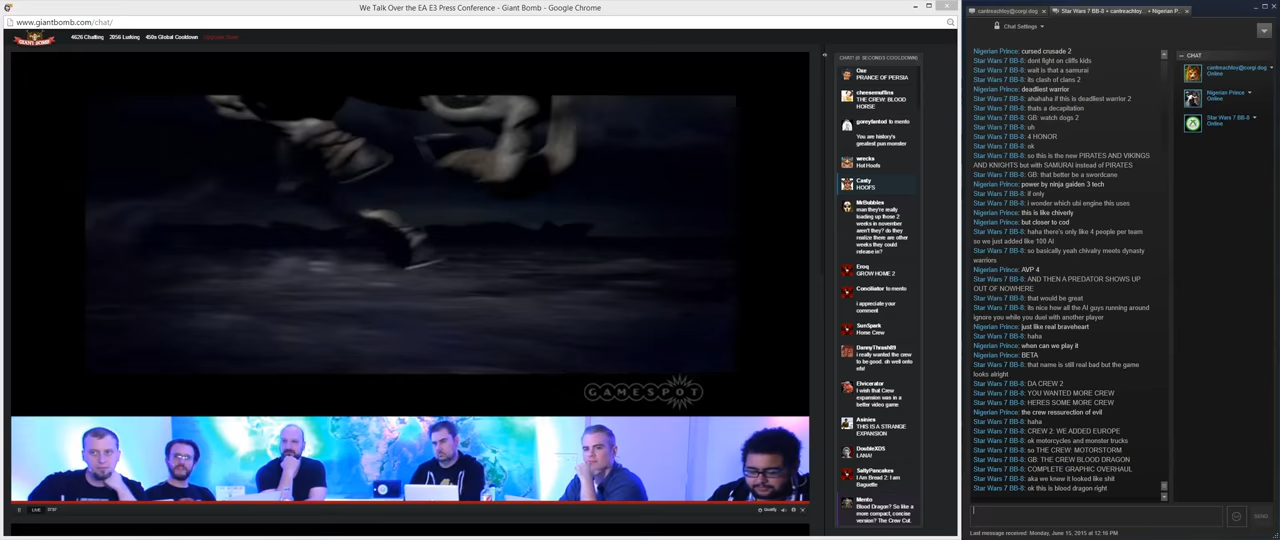 We Talk Over the EA E3 Press Conference - Giant Bomb - Google Chrome
www.giantbomb.com/chat/
GIANT BOMB
4626 Chatting 2856 Lurking 450s Global Cooldown
CHAT! (8 SECONDS COOLDOWN)
One
PRANCE OF PERSIA
cheesemuffins
THE CREW: BLOOD
HORSE
goreyfantod to mento
You are history's
greatest pun monster
wrecks
Hot Hoofs
Casty
HOOFS
MrBubbles
man they're really
loading up those 2
weeks in november
aren't they? do they
realize there are other
weeks they could
release in?
Eroq
GROW HOME 2
Conciliator to mento
i appreciate your
comment
SunSpark
Horse Crew
DannyThrash89
i really wanted the crew
to be good. oh well onto
Elvicerator
I wish that Crew
expansion was in a
better video game
Asinies
THIS IS A STRANGE
EXPANSION
DoubleXDS
LANA!
SaltyPancakes
I Am Bread 2: I am
Baguette
Mento
Blood Dragon? So like a
more compact, concise
version? The Crew Cut.
GAMESPOT
LIVE
Quality
cantreachtoy@corgi.dog
Star Wars 7 BB-8 + cantreachtoy... + Nigerian P...
Chat Settings
Nigerian Prince: cursed crusade 2
Star Wars 7 BB-8: dont fight on cliffs kids
Star Wars 7 BB-8: wait is that a samurai
Star Wars 7 BB-8: its clash of clans 2
Nigerian Prince: deadliest warrior
Star Wars 7 BB-8: ahahaha if this is deadliest warrior 2
Star Wars 7 BB-8: thats a decapitation
Star Wars 7 BB-8: GB: watch dogs 2
Star Wars 7 BB-8: uh
Star Wars 7 BB-8: 4 HONOR
Star Wars 7 BB-8: ok
Star Wars 7 BB-8: so this is the new PIRATES AND VIKINGS
AND KNIGHTS but with SAMURAI instead of PIRATES
Star Wars 7 BB-8: GB: that better be a swordcane
Nigerian Prince: power by ninja gaiden 3 tech
Star Wars 7 BB-8: if only
Star Wars 7 BB-8: i wonder which ubi engine this uses
Nigerian Prince: this is like chiverly
Nigerian Prince: but closer to cod
Star Wars 7 BB-8: haha there's only like 4 people per team
so we just added like 100 AI
Star Wars 7 BB-8: so basically yeah chivalry meets dynasty
warriors
Nigerian Prince: AVP 4
Star Wars 7 BB-8: AND THEN A PREDATOR SHOWS UP
OUT OF NOWHERE
Star Wars 7 BB-8: that would be great
Star Wars 7 BB-8: its nice how all the AI guys running around
ignore you while you duel with another player
Nigerian Prince: just like real braveheart
Star Wars 7 BB-8: haha
Nigerian Prince: when can we play it
Nigerian Prince: BETA
Star Wars 7 BB-8: that name is still real bad but the game
looks alright
Star Wars 7 BB-8: DA CREW 2
Star Wars 7 BB-8: YOU WANTED MORE CREW
Star Wars 7 BB-8: HERES SOME MORE CREW
Nigerian Prince: the crew ressurection of evil
Star Wars 7 BB-8: haha
Star Wars 7 BB-8: CREW 2: WE ADDED EUROPE
Star Wars 7 BB-8: ok motorcycles and monster trucks
Star Wars 7 BB-8: so THE CREW: MOTORSTORM
Star Wars 7 BB-8: GB: THE CREW BLOOD DRAGON
Star Wars 7 BB-8: COMPLETE GRAPHIC OVERHAUL
Star Wars 7 BB-8: aka we knew it looked like shit
Star Wars 7 BB-8: ok this is blood dragon right
CHAT
cantreachtoy@corgi.dog
Online
Nigerian Prince
Online
Star Wars 7 BB-8
Online
SEND
Last message received: Monday, June 15, 2015 at 12:16 PM